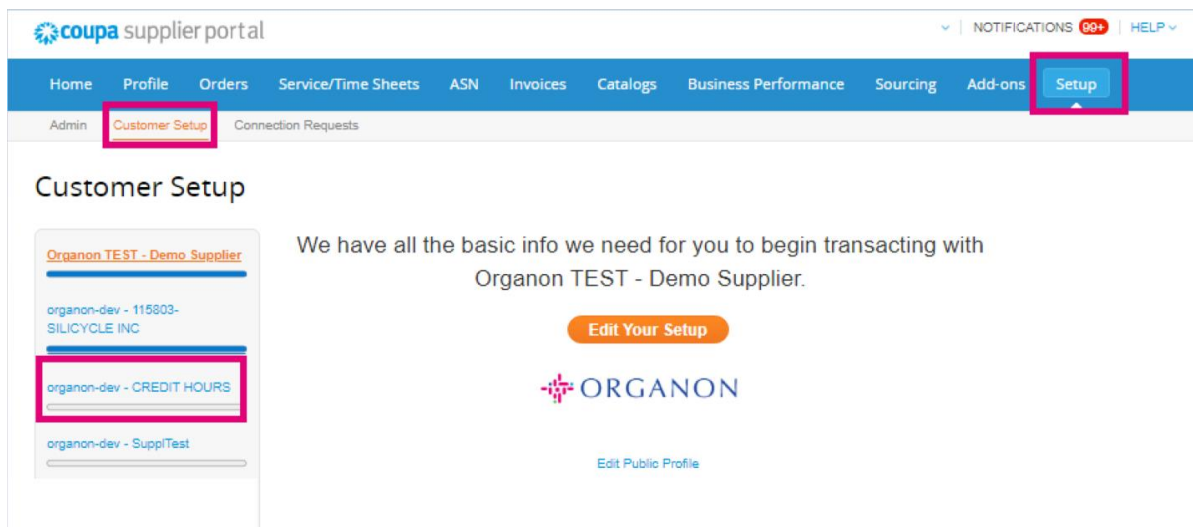 coupa supplier portal
NOTIFICATIONS 99+ HELP
Home Profile Orders Service/Time Sheets ASN Invoices Catalogs Business Performance Sourcing Add-ons Setup
Admin Customer Setup Connection Requests
Customer Setup
Organon TEST - Demo Supplier
organon-dev - 115803-
SILICYCLE INC
organon-dev - CREDIT HOURS
organon-dev - SupplTest
We have all the basic info we need for you to begin transacting with
Organon TEST - Demo Supplier.
Edit Your Setup
ORGANON
Edit Public Profile